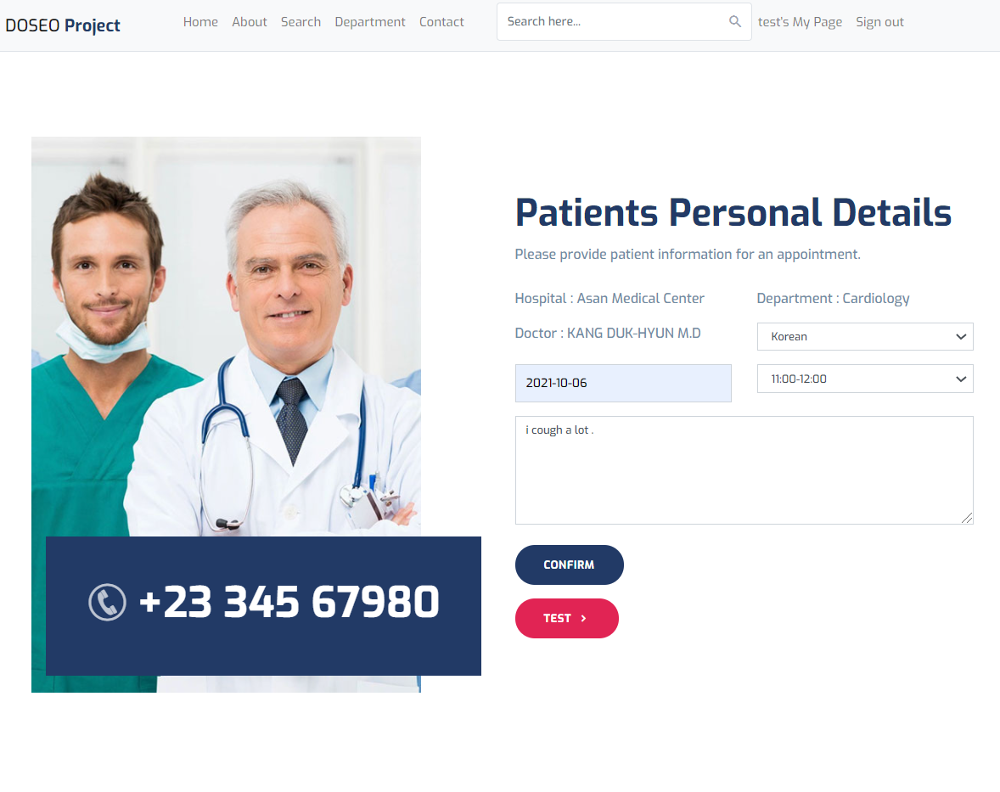 DOSEO Project
Home About Search Department Contact
Search here...
test's My Page Sign out
Patients Personal Details
Please provide patient information for an appointment.
Hospital : Asan Medical Center
Department : Cardiology
Doctor : KANG DUK-HYUN M.D
Korean
2021-10-06
11:00-12:00
i cough a lot .
CONFIRM
TEST
+23 345 67980